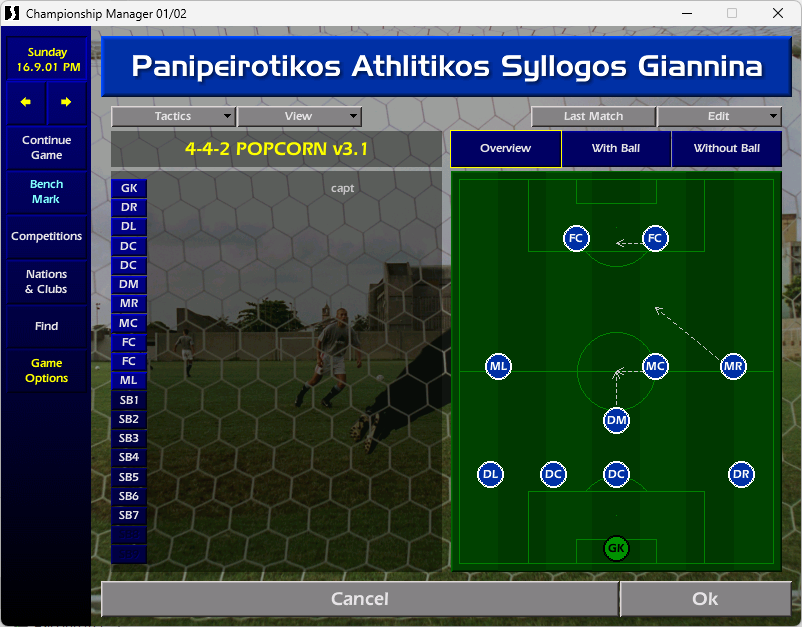 Championship Manager 01/02
Sunday
16.9.01 PM
Continue
Game
Bench
Mark
Competitions
Nations
& Clubs
Find
Game
Options
Panipeirotikos Athlitikos Syllogos Giannina
Tactics
View
Last Match
Edit
4-4-2 POPCORN v3.1
Overview
With Ball
Without Ball
capt
GK
DR
DL
DC
DC
DM
MR
MC
FC
FC
ML
SB1
SB2
SB3
SB4
SB5
SB6
SB7
FC FC
ML MC MR
DM
DL DC DC DR
GK
Cancel
Ok